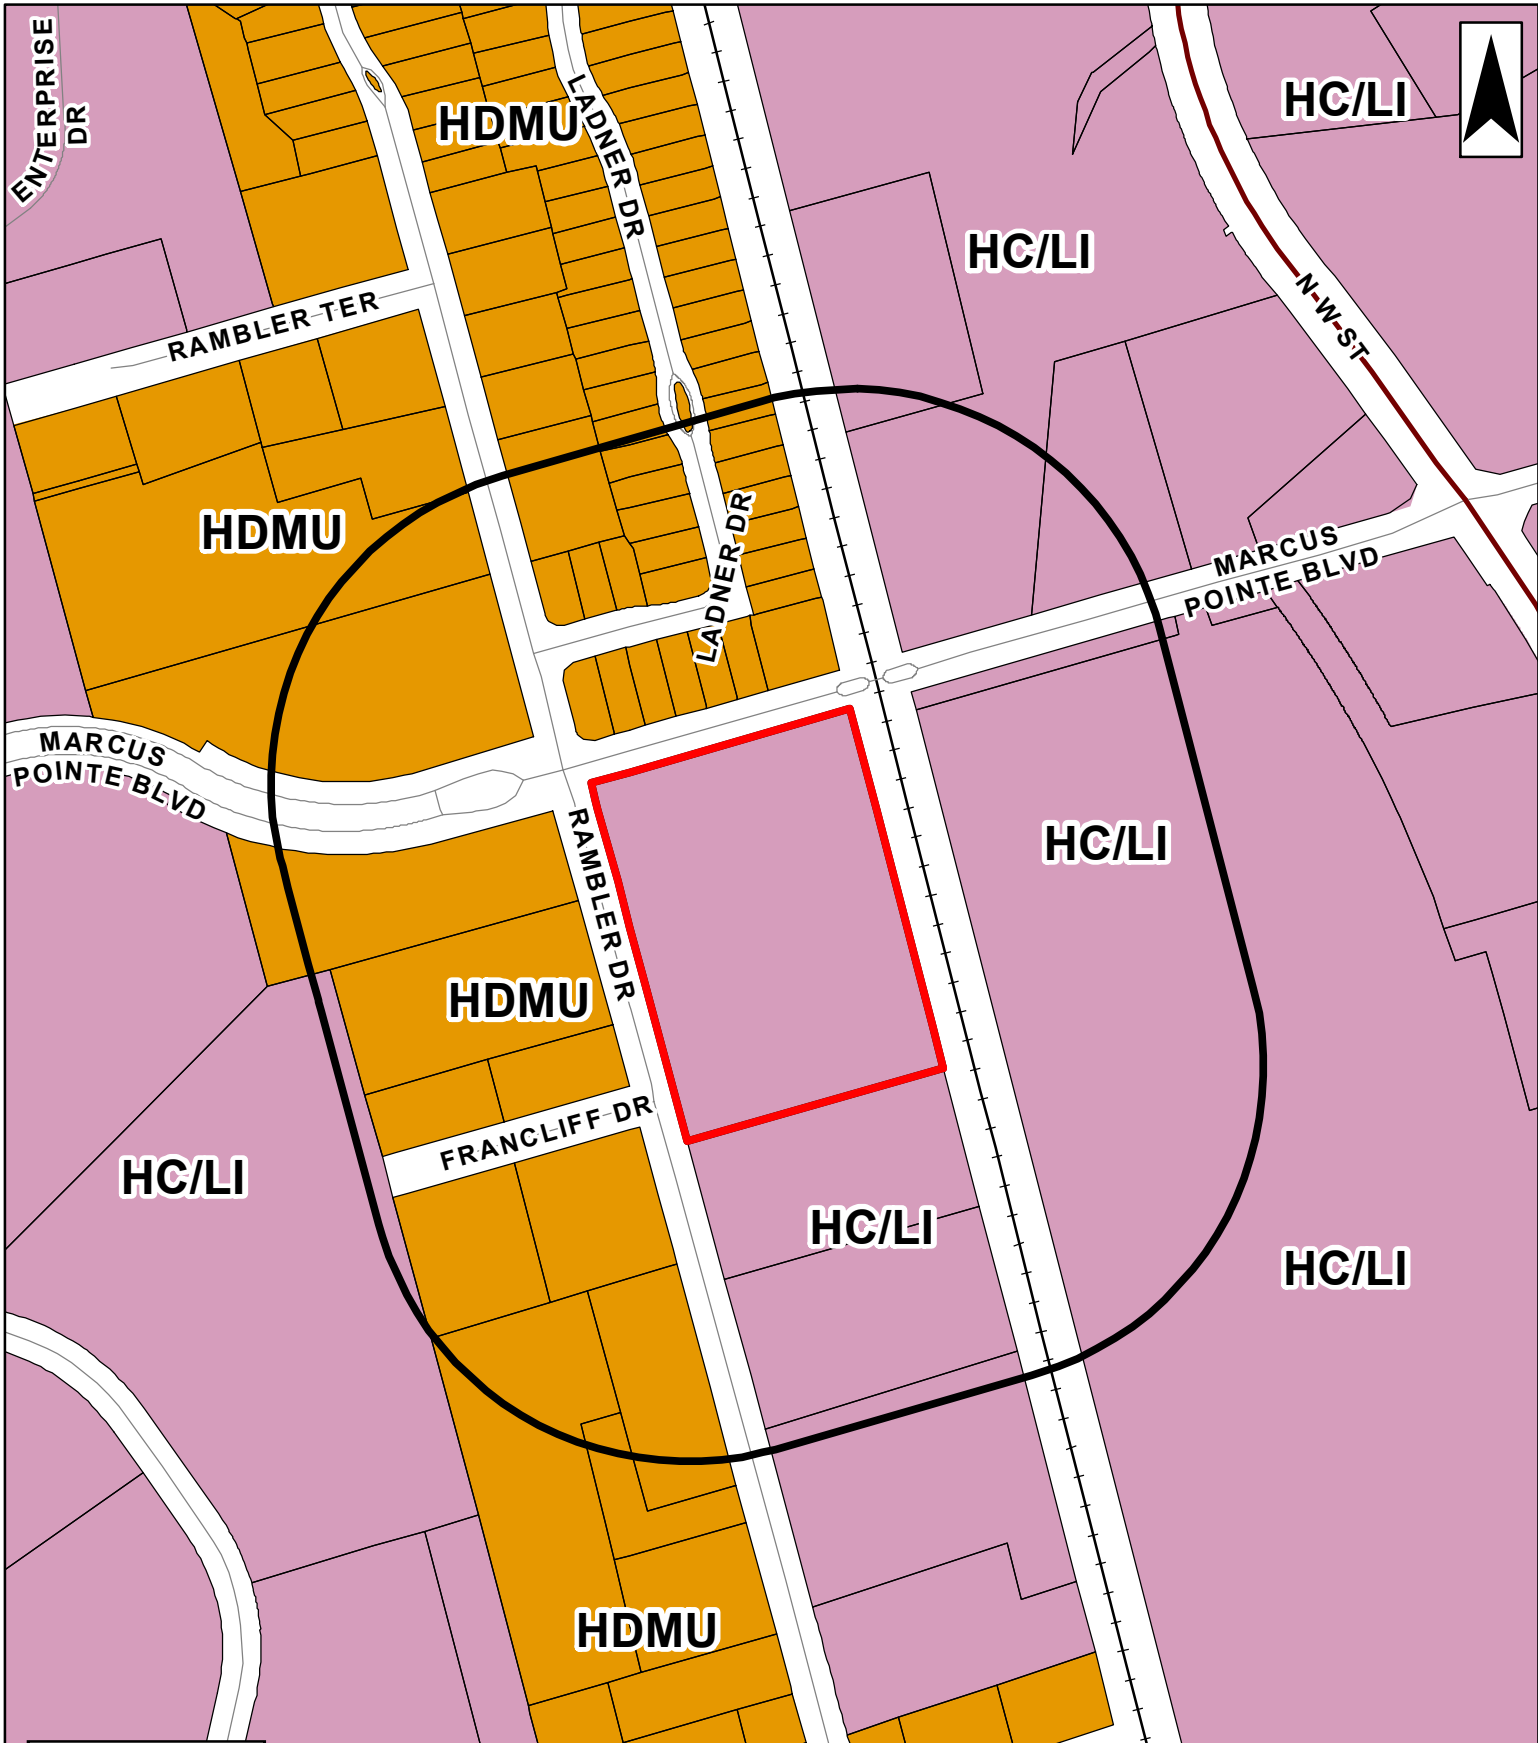 ENTERPRISE
DR
HDMU
LADNER DR
HC/LI
HC/LI
RAMBLER TER
N W ST
HDMU
LADNER DR
MARCUS
POINTE BLVD
MARCUS
POINTE BLVD
RAMBLER DR
HC/LI
HDMU
FRANCLIFF DR
HC/LI
HC/LI
HC/LI
HDMU